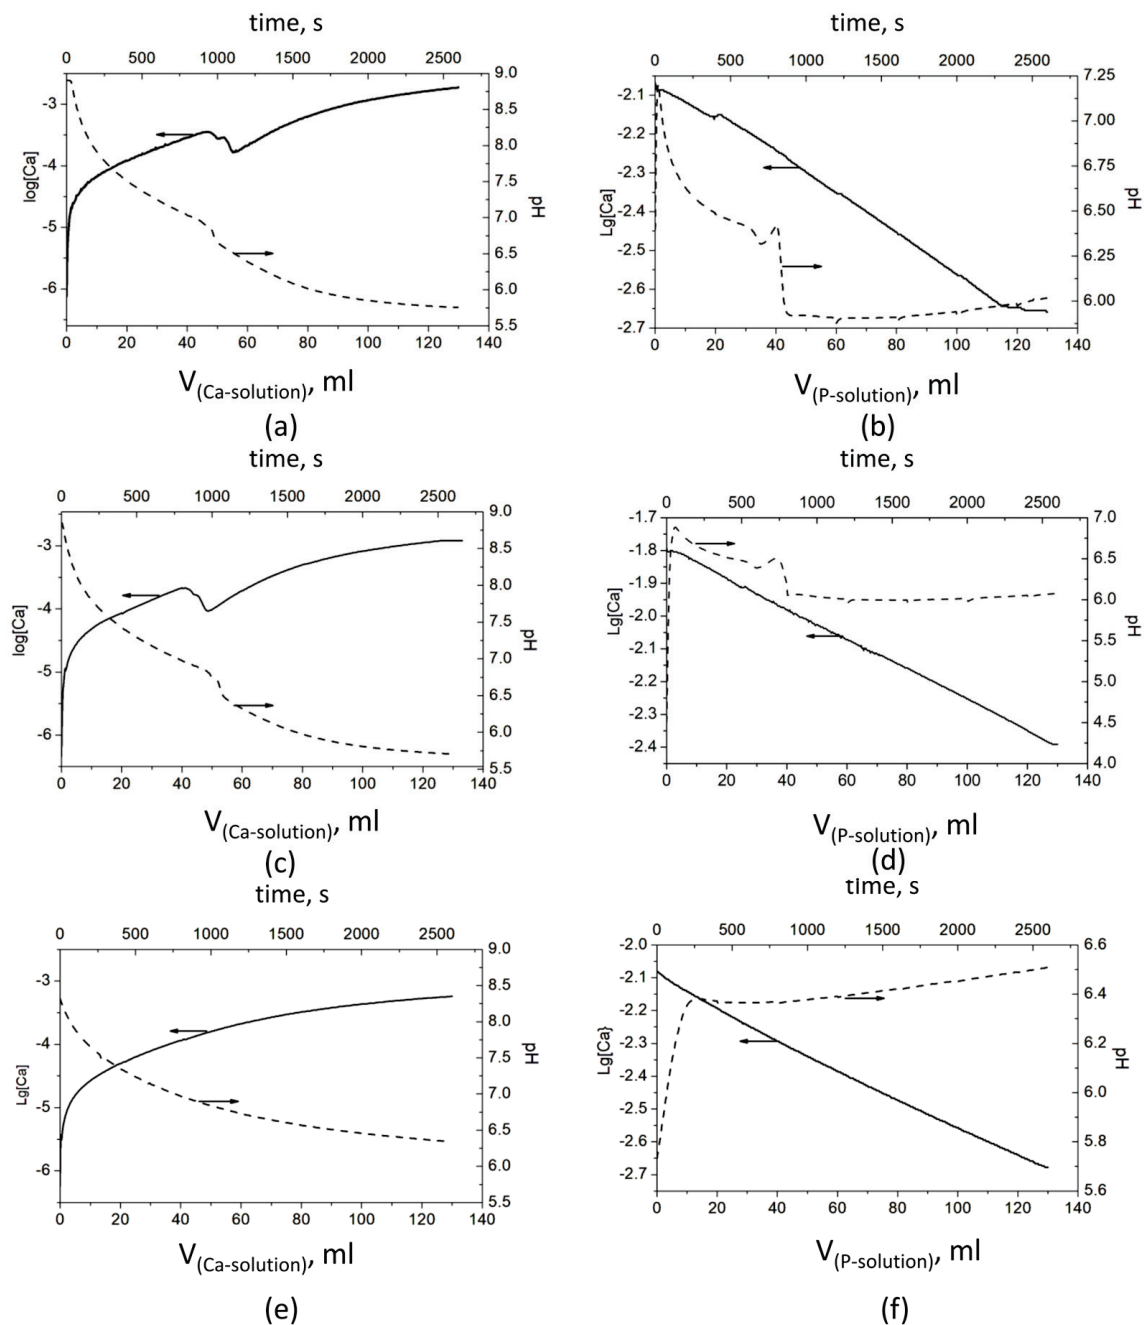 time, s
0 500 1000 1500 2000 2500
9.0
8.5
8.0
7.5
7.0
6.5
6.0
5.5
pH
-3
-4
-5
-6
log[Ca]
0 20 40 60 80 100 120 140
V(Ca-solution), ml
(a)
time, s
0 500 1000 1500 2000 2500
7.25
7.00
6.75
6.50
6.25
6.00
pH
-2.1
-2.2
-2.3
-2.4
-2.5
-2.6
-2.7
Lg[Ca]
0 20 40 60 80 100 120 140
V(P-solution), ml
(b)
time, s
0 500 1000 1500 2000 2500
9.0
8.5
8.0
7.5
7.0
6.5
6.0
5.5
pH
-3
-4
-5
-6
log[Ca]
0 20 40 60 80 100 120 140
V(Ca-solution), ml
(c)
time, s
0 500 1000 1500 2000 2500
7.0
6.5
6.0
5.5
5.0
4.5
4.0
pH
-1.7
-1.8
-1.9
-2.0
-2.1
-2.2
-2.3
-2.4
Lg[Ca]
0 20 40 60 80 100 120 140
V(P-solution), ml
(d)
time, s
0 500 1000 1500 2000 2500
9.0
8.5
8.0
7.5
7.0
6.5
6.0
5.5
pH
-3
-4
-5
-6
Lg[Ca]
0 20 40 60 80 100 120 140
V(Ca-solution), ml
(e)
time, s
0 500 1000 1500 2000 2500
6.6
6.4
6.2
6.0
5.8
5.6
pH
-2.0
-2.1
-2.2
-2.3
-2.4
-2.5
-2.6
-2.7
Lg[Ca}
0 20 40 60 80 100 120 140
V(P-solution), ml
(f)